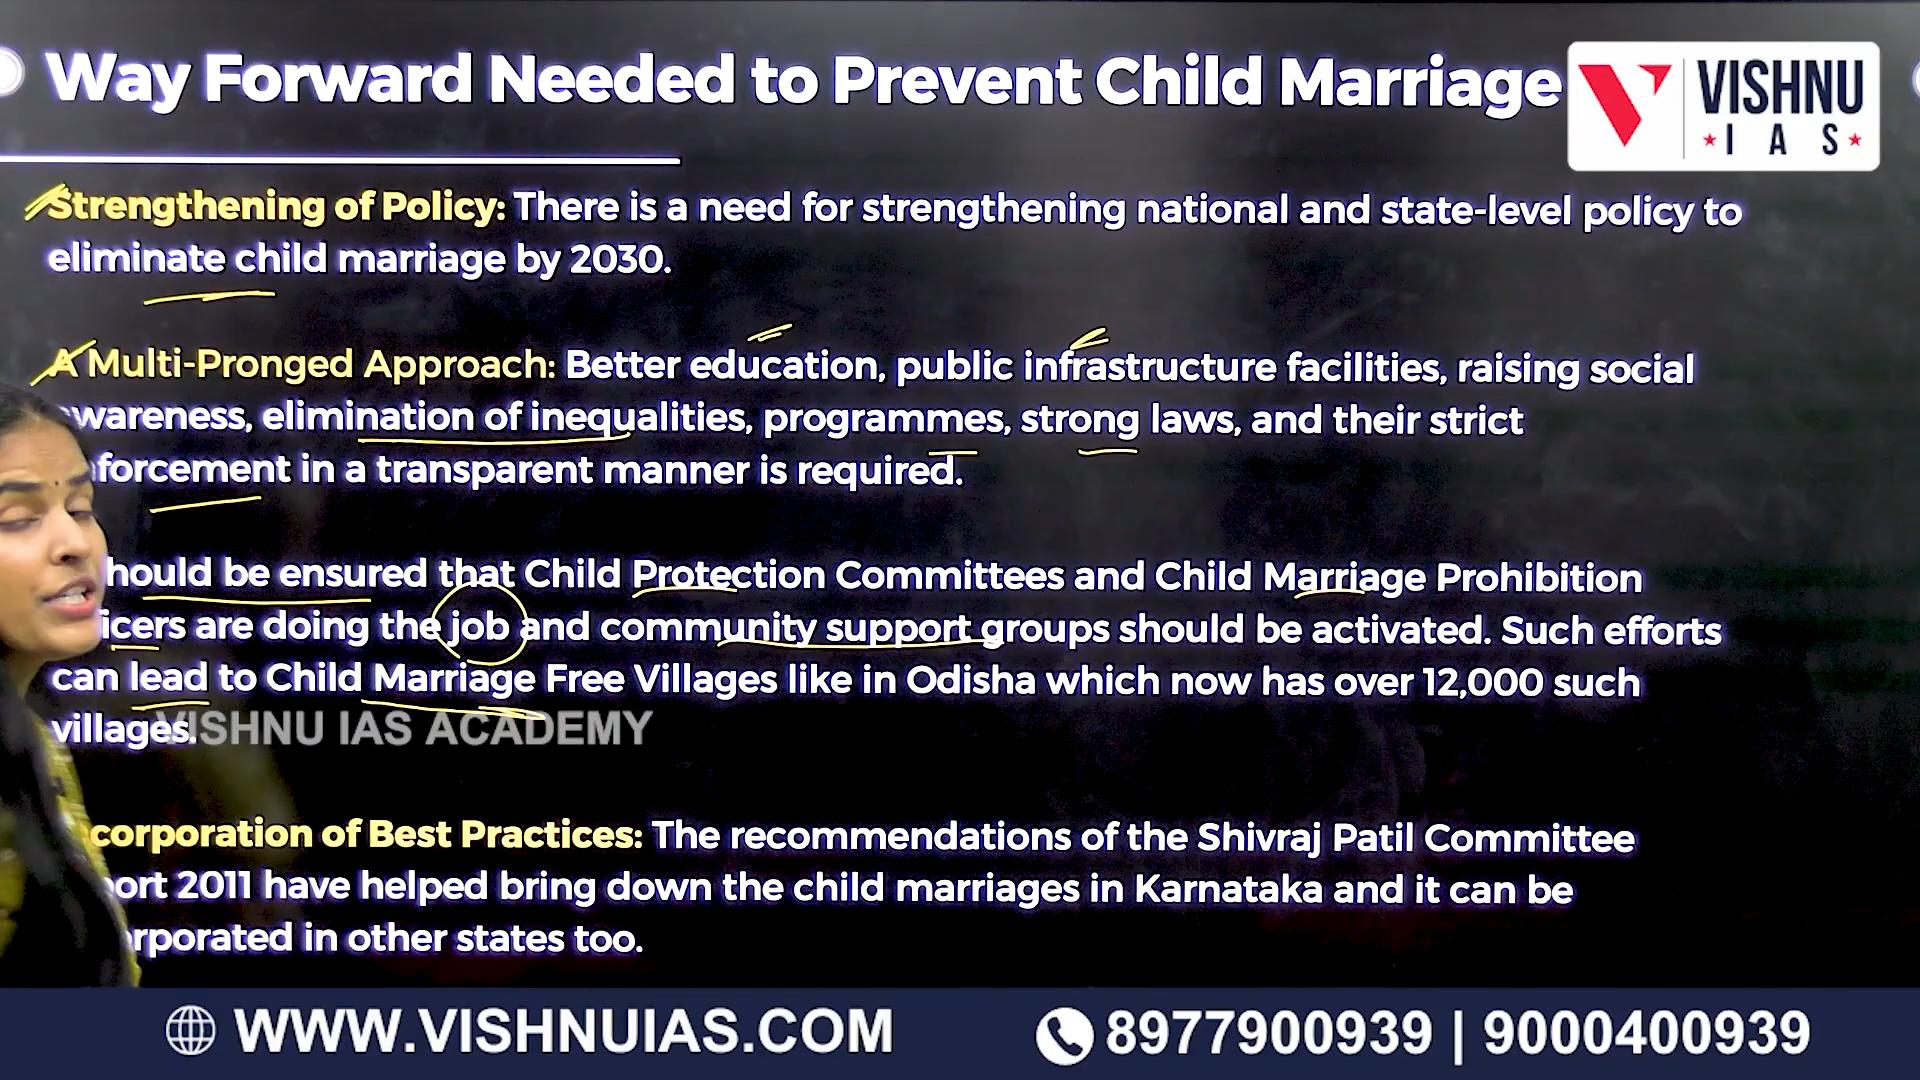 Way Forward Needed to Prevent Child Marriage
VISHNU
IAS
Strengthening of Policy: There is a need for strengthening national and state-level policy to
eliminate child marriage by 2030.
A Multi-Pronged Approach: Better education, public infrastructure facilities, raising social
wareness, elimination of inequalities, programmes, strong laws, and their strict
forcement in a transparent manner is required.
hould be ensured that Child Protection Committees and Child Marriage Prohibition
icers are doing the job and community support groups should be activated. Such efforts
can lead to Child Marriage Free Villages like in Odisha which now has over 12,000 such
villages.
VISHNU IAS ACADEMY
corporation of Best Practices: The recommendations of the Shivraj Patil Committee
port 2011 have helped bring down the child marriages in Karnataka and it can be
rporated in other states too.
WWW.VISHNUIAS.COM
8977900939 | 9000400939